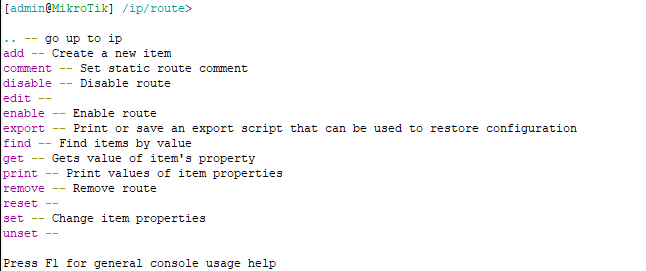 [admin@MikroTik] /ip/route>
.. -- go up to ip
add -- Create a new item
comment -- Set static route comment
disable -- Disable route
edit --
enable -- Enable route
export -- Print or save an export script that can be used to restore configuration
find -- Find items by value
get -- Gets value of item's property
print -- Print values of item properties
remove -- Remove route
reset --
set -- Change item properties
unset --
Press F1 for general console usage help